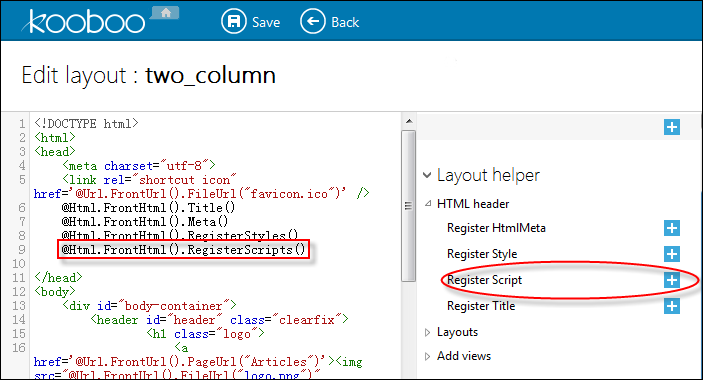 kooboo
Save
Back
Edit layout : two_column
1 <!DOCTYPE html>
2 <html>
3 <head>
4 <meta charset="utf-8">
5 <link rel="shortcut icon"
href='@Url.FrontUrl().FileUrl("favicon.ico")' />
6 @Html.FrontHtml().Title()
7 @Html.FrontHtml().Meta()
8 @Html.FrontHtml().RegisterStyles()
9 @Html.FrontHtml().RegisterScripts()
10
11 </head>
12 <body>
13 <div id="body-container">
14 <header id="header" class="clearfix">
15 <h1 class="logo">
16 <a
href='@Url.FrontUrl().PageUrl("Articles")'><img
src="@Url.FrontUrl().FileUrl("logo.png")"
Layout helper
HTML header
Register HtmlMeta
Register Style
Register Script
Register Title
Layouts
Add views